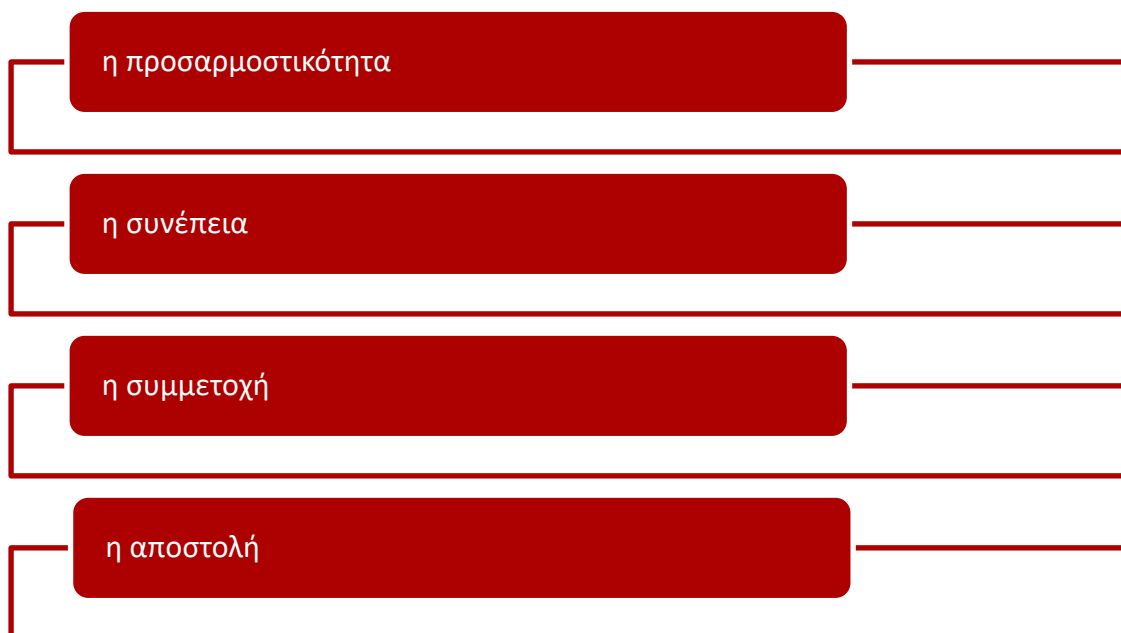 η προσαρμοστικότητα
η συνέπεια
η συμμετοχή
η αποστολή